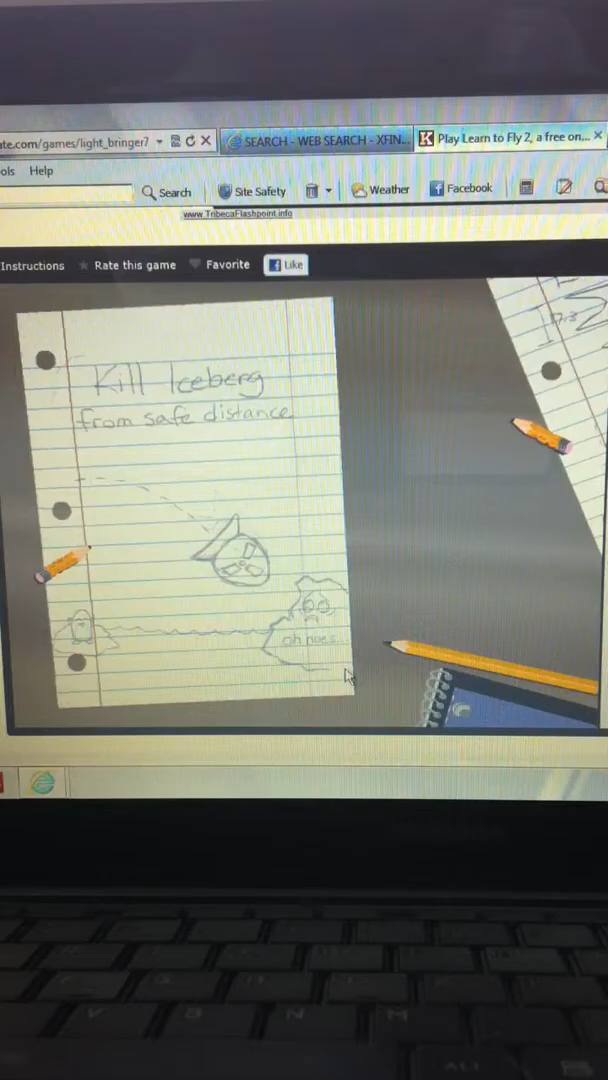 ate.com/games/light_bringer7
SEARCH - WEB SEARCH - XFIN...
Play Learn to Fly 2, a free on...
ols Help
Search
Site Safety
Weather
Facebook
www.TribecaFlashpoint.info
Instructions
Rate this game
Favorite
Like
Kill Iceberg
from safe distance
oh noes...